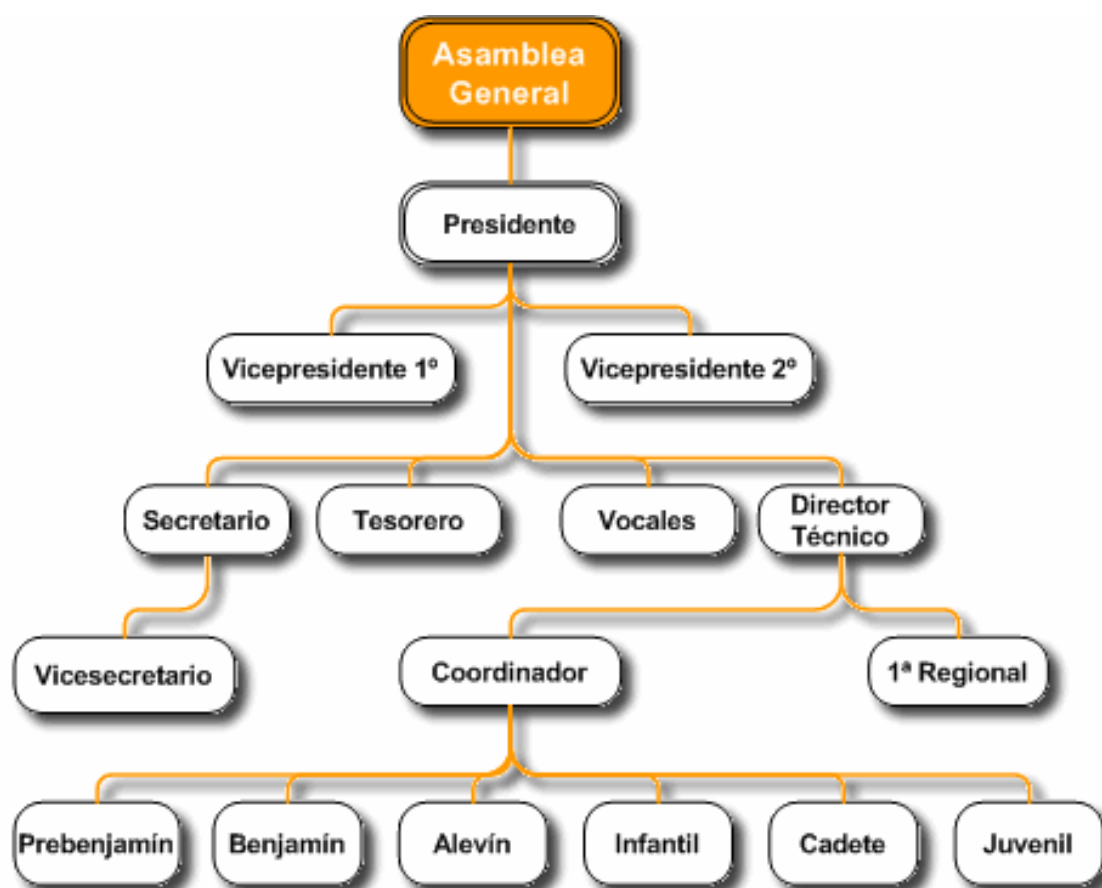 Asamblea
General
Presidente
Vicepresidente 1º
Vicepresidente 2º
Secretario
Tesorero
Vocales
Director
Técnico
Vicesecretario
Coordinador
1ª Regional
Prebenjamín
Benjamín
Alevín
Infantil
Cadete
Juvenil